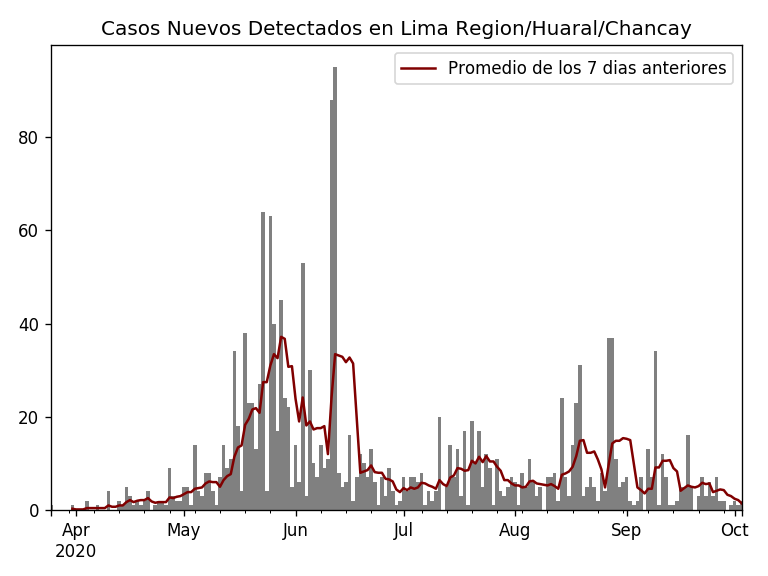 Casos Nuevos Detectados en Lima Region/Huaral/Chancay
Promedio de los 7 dias anteriores
80
60
40
20
0
Apr May Jun Jul Aug Sep Oct
2020